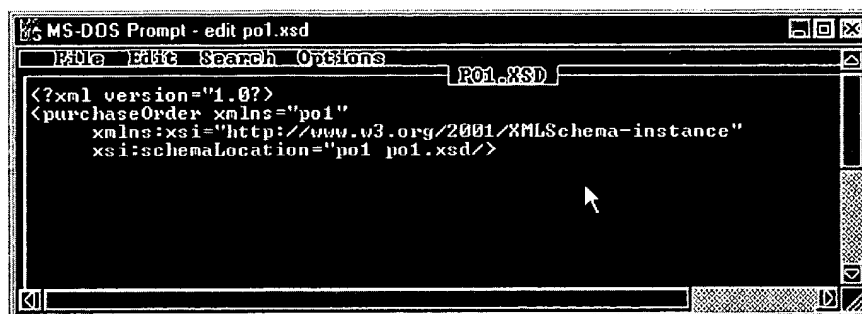 MS-DOS Prompt - edit po1.xsd
File Edit Search Options
PO1.XSD
<?xml version="1.0?>
<purchaseOrder xmlns="po1"
xmlns:xsi="http://www.w3.org/2001/XMLSchema-instance"
xsi:schemaLocation="po1 po1.xsd/>